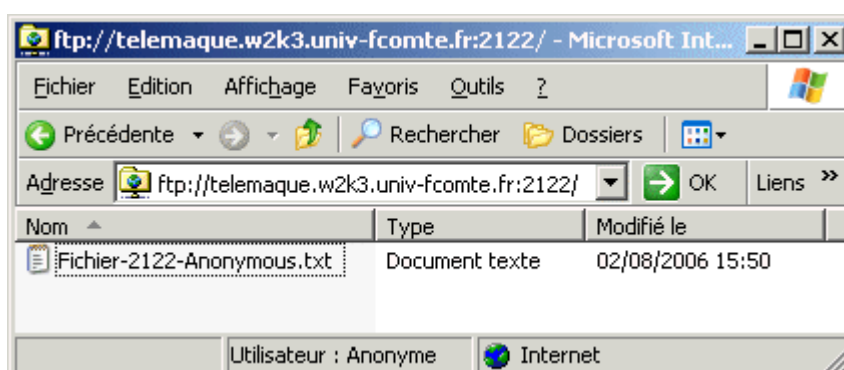 ftp://telemaque.w2k3.univ-fcomte.fr:2122/ - Microsoft Int...
Fichier Edition Affichage Favoris Outils ?
Précédente Rechercher Dossiers
Adresse ftp://telemaque.w2k3.univ-fcomte.fr:2122/ OK Liens »
Nom Type Modifié le
Fichier-2122-Anonymous.txt Document texte 02/08/2006 15:50
Utilisateur : Anonyme Internet